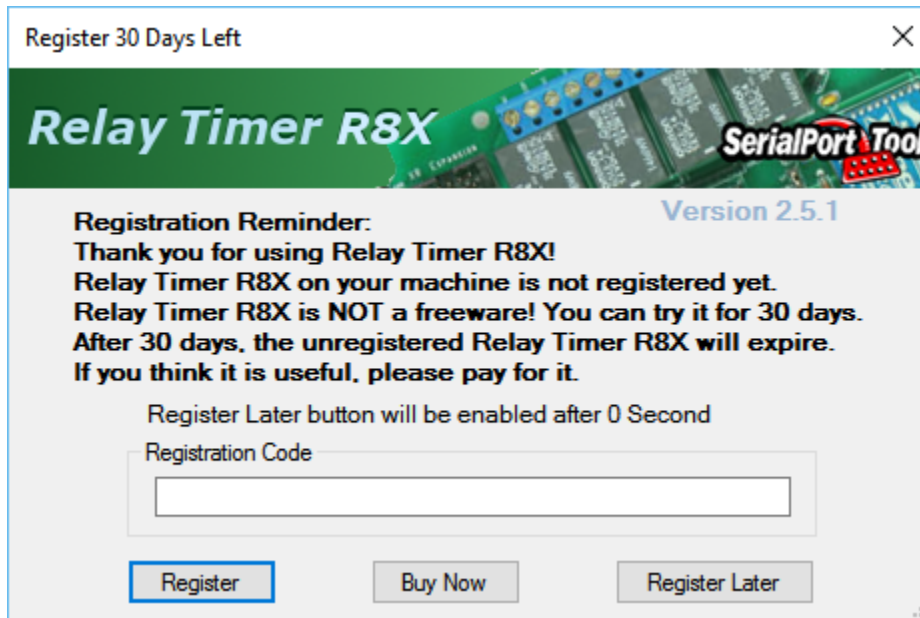 Register 30 Days Left
Relay Timer R8X
IO Expansion
SerialPort Tool
Version 2.5.1
Registration Reminder:
Thank you for using Relay Timer R8X!
Relay Timer R8X on your machine is not registered yet.
Relay Timer R8X is NOT a freeware! You can try it for 30 days.
After 30 days, the unregistered Relay Timer R8X will expire.
If you think it is useful, please pay for it.
Register Later button will be enabled after 0 Second
Registration Code
Register
Buy Now
Register Later